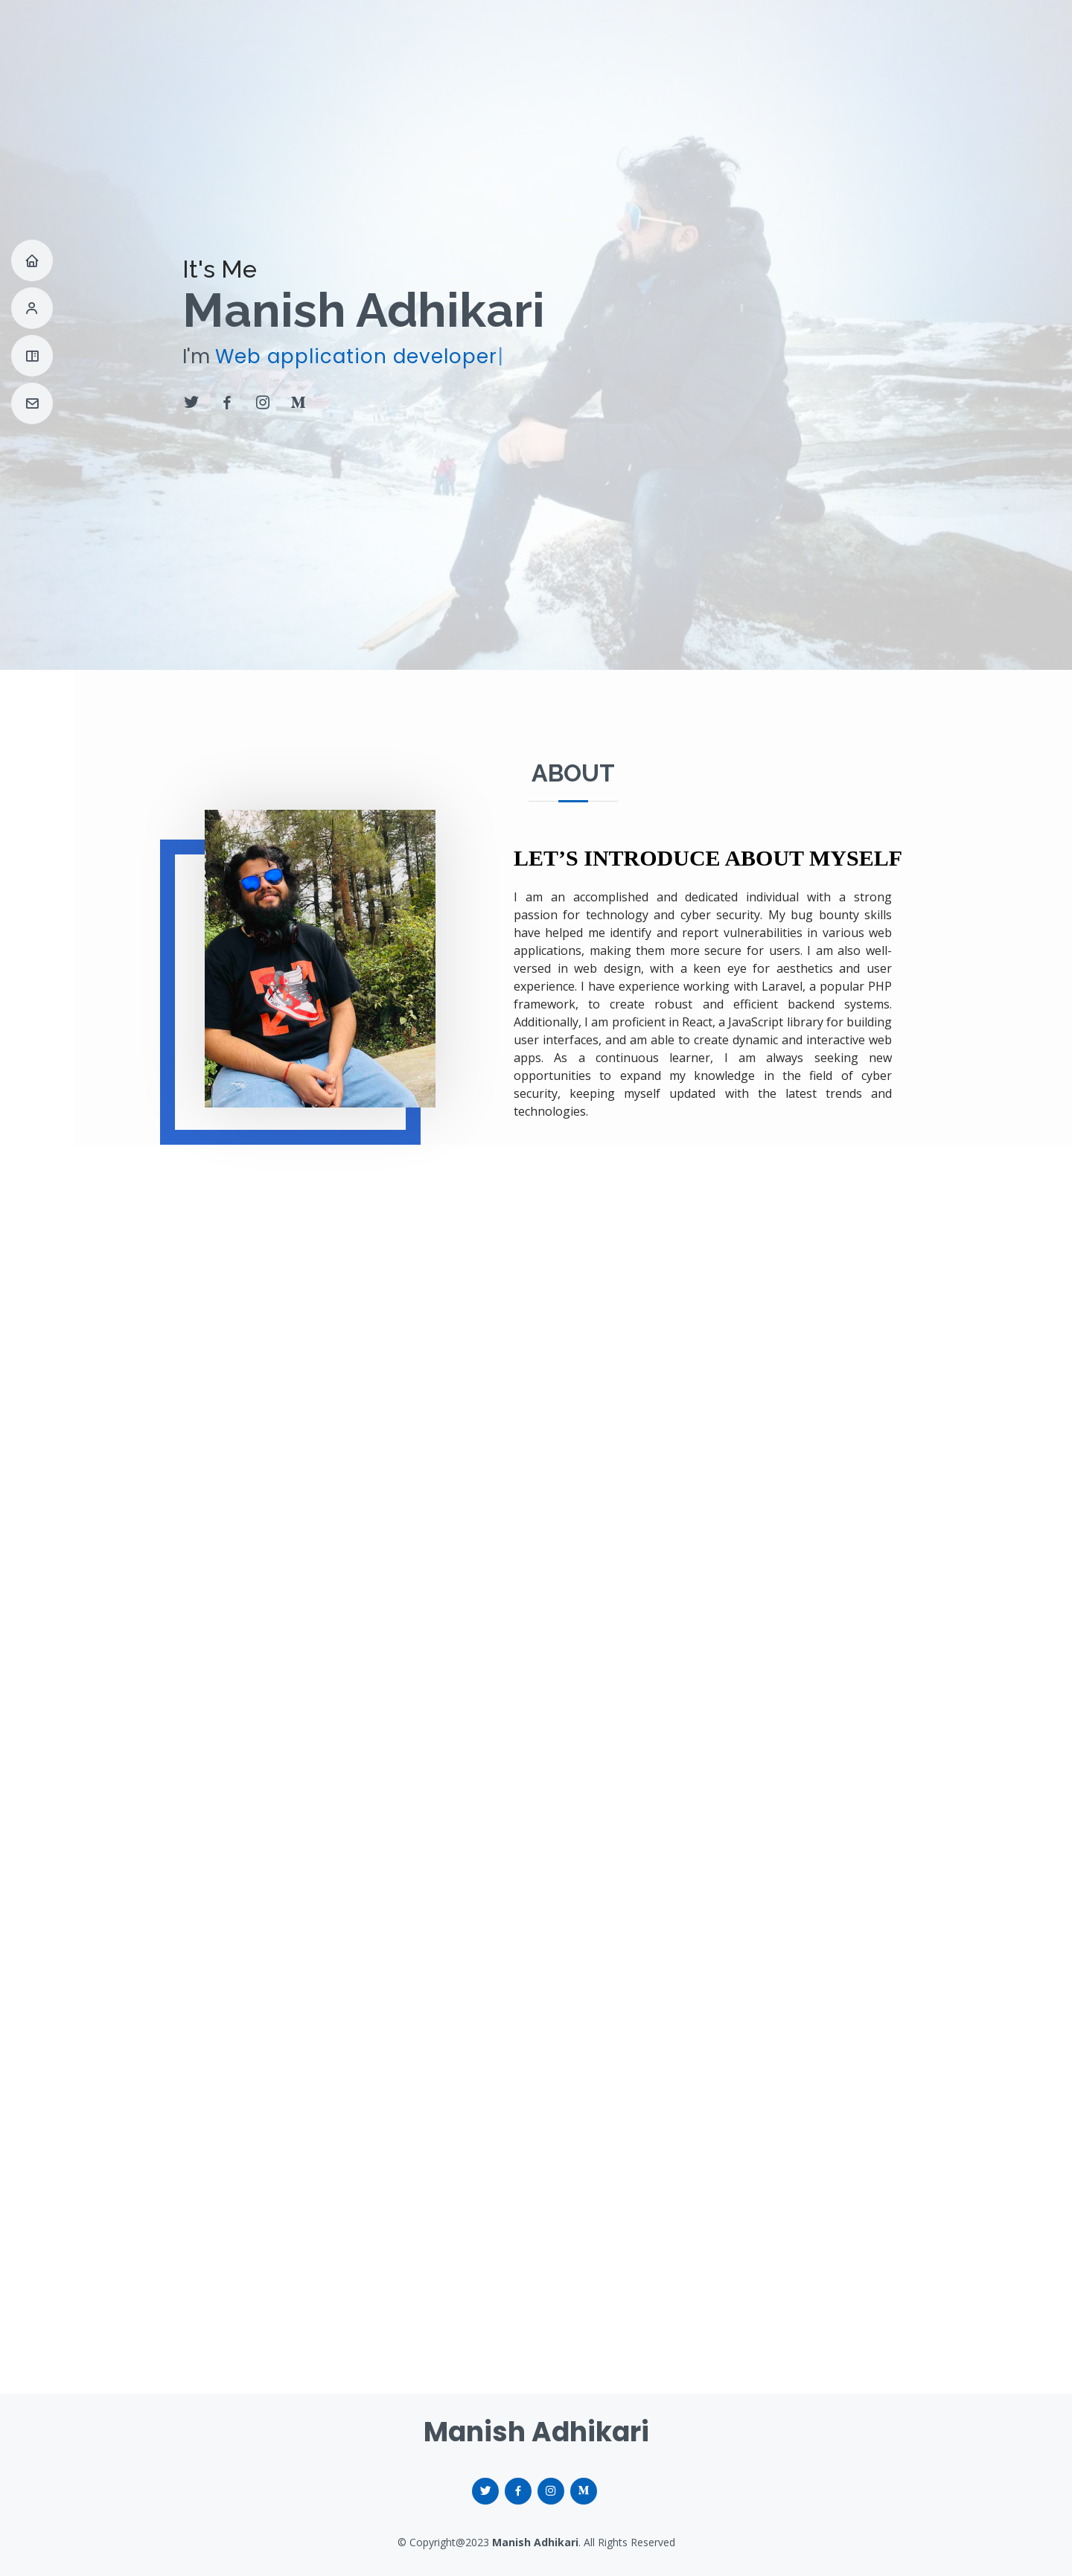 It's Me
Manish Adhikari
I'm Web application developer|
ABOUT
LET’S INTRODUCE ABOUT MYSELF
I am an accomplished and dedicated individual with a strong
passion for technology and cyber security. My bug bounty skills
have helped me identify and report vulnerabilities in various web
applications, making them more secure for users. I am also well-
versed in web design, with a keen eye for aesthetics and user
experience. I have experience working with Laravel, a popular PHP
framework, to create robust and efficient backend systems.
Additionally, I am proficient in React, a JavaScript library for building
user interfaces, and am able to create dynamic and interactive web
apps. As a continuous learner, I am always seeking new
opportunities to expand my knowledge in the field of cyber
security, keeping myself updated with the latest trends and
technologies.
Manish Adhikari
© Copyright@2023 Manish Adhikari. All Rights Reserved